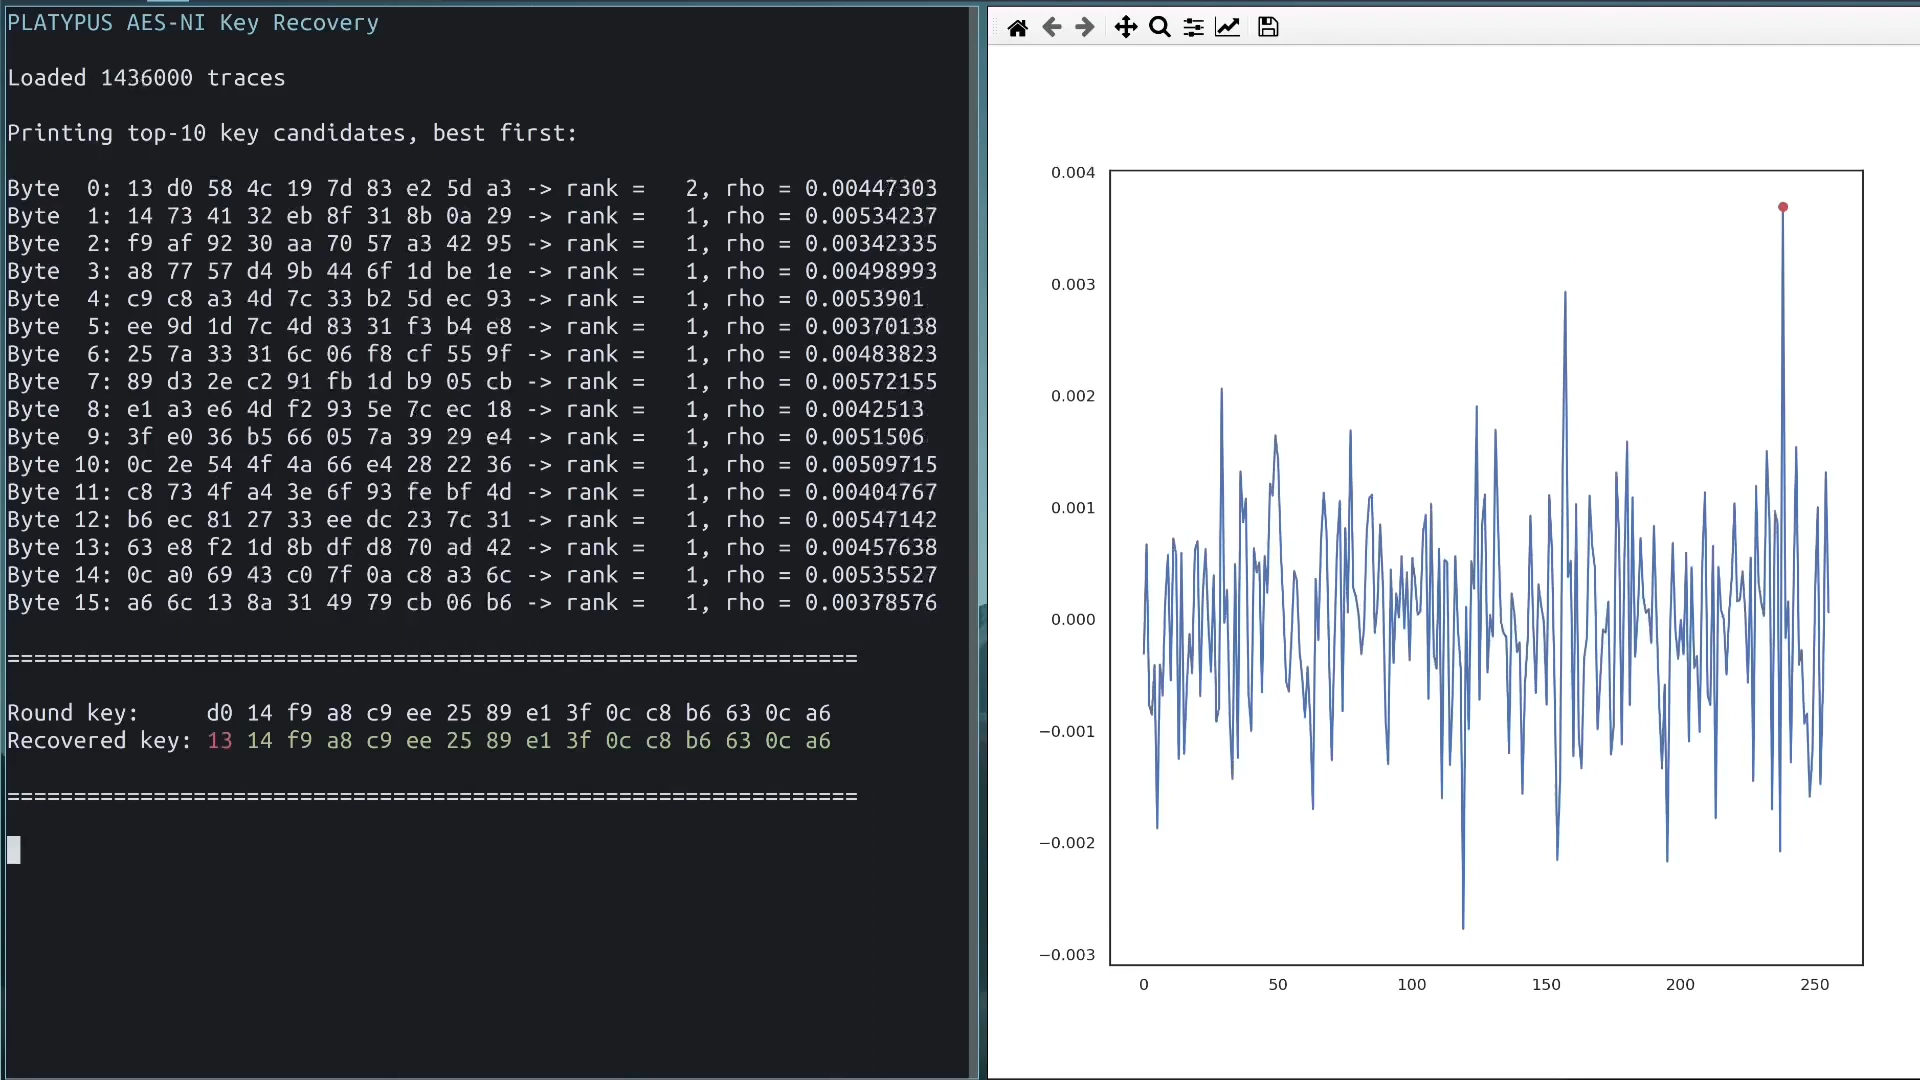 PLATYPUS AES-NI Key Recovery
Loaded 1436000 traces
Printing top-10 key candidates, best first:
Byte  0: 13 d0 58 4c 19 7d 83 e2 5d a3 -> rank =   2, rho = 0.00447303
Byte  1: 14 73 41 32 eb 8f 31 8b 0a 29 -> rank =   1, rho = 0.00534237
Byte  2: f9 af 92 30 aa 70 57 a3 42 95 -> rank =   1, rho = 0.00342335
Byte  3: a8 77 57 d4 9b 44 6f 1d be 1e -> rank =   1, rho = 0.00498993
Byte  4: c9 c8 a3 4d 7c 33 b2 5d ec 93 -> rank =   1, rho = 0.0053901
Byte  5: ee 9d 1d 7c 4d 83 31 f3 b4 e8 -> rank =   1, rho = 0.00370138
Byte  6: 25 7a 33 31 6c 06 f8 cf 55 9f -> rank =   1, rho = 0.00483823
Byte  7: 89 d3 2e c2 91 fb 1d b9 05 cb -> rank =   1, rho = 0.00572155
Byte  8: e1 a3 e6 4d f2 93 5e 7c ec 18 -> rank =   1, rho = 0.0042513
Byte  9: 3f e0 36 b5 66 05 7a 39 29 e4 -> rank =   1, rho = 0.0051506
Byte 10: 0c 2e 54 4f 4a 66 e4 28 22 36 -> rank =   1, rho = 0.00509715
Byte 11: c8 73 4f a4 3e 6f 93 fe bf 4d -> rank =   1, rho = 0.00404767
Byte 12: b6 ec 81 27 33 ee dc 23 7c 31 -> rank =   1, rho = 0.00547142
Byte 13: 63 e8 f2 1d 8b df d8 70 ad 42 -> rank =   1, rho = 0.00457638
Byte 14: 0c a0 69 43 c0 7f 0a c8 a3 6c -> rank =   1, rho = 0.00535527
Byte 15: a6 6c 13 8a 31 49 79 cb 06 b6 -> rank =   1, rho = 0.00378576
==============================================================
Round key:     d0 14 f9 a8 c9 ee 25 89 e1 3f 0c c8 b6 63 0c a6
Recovered key: 13 14 f9 a8 c9 ee 25 89 e1 3f 0c c8 b6 63 0c a6
==============================================================
0.004
0.003
0.002
0.001
0.000
−0.001
−0.002
−0.003
0 50 100 150 200 250